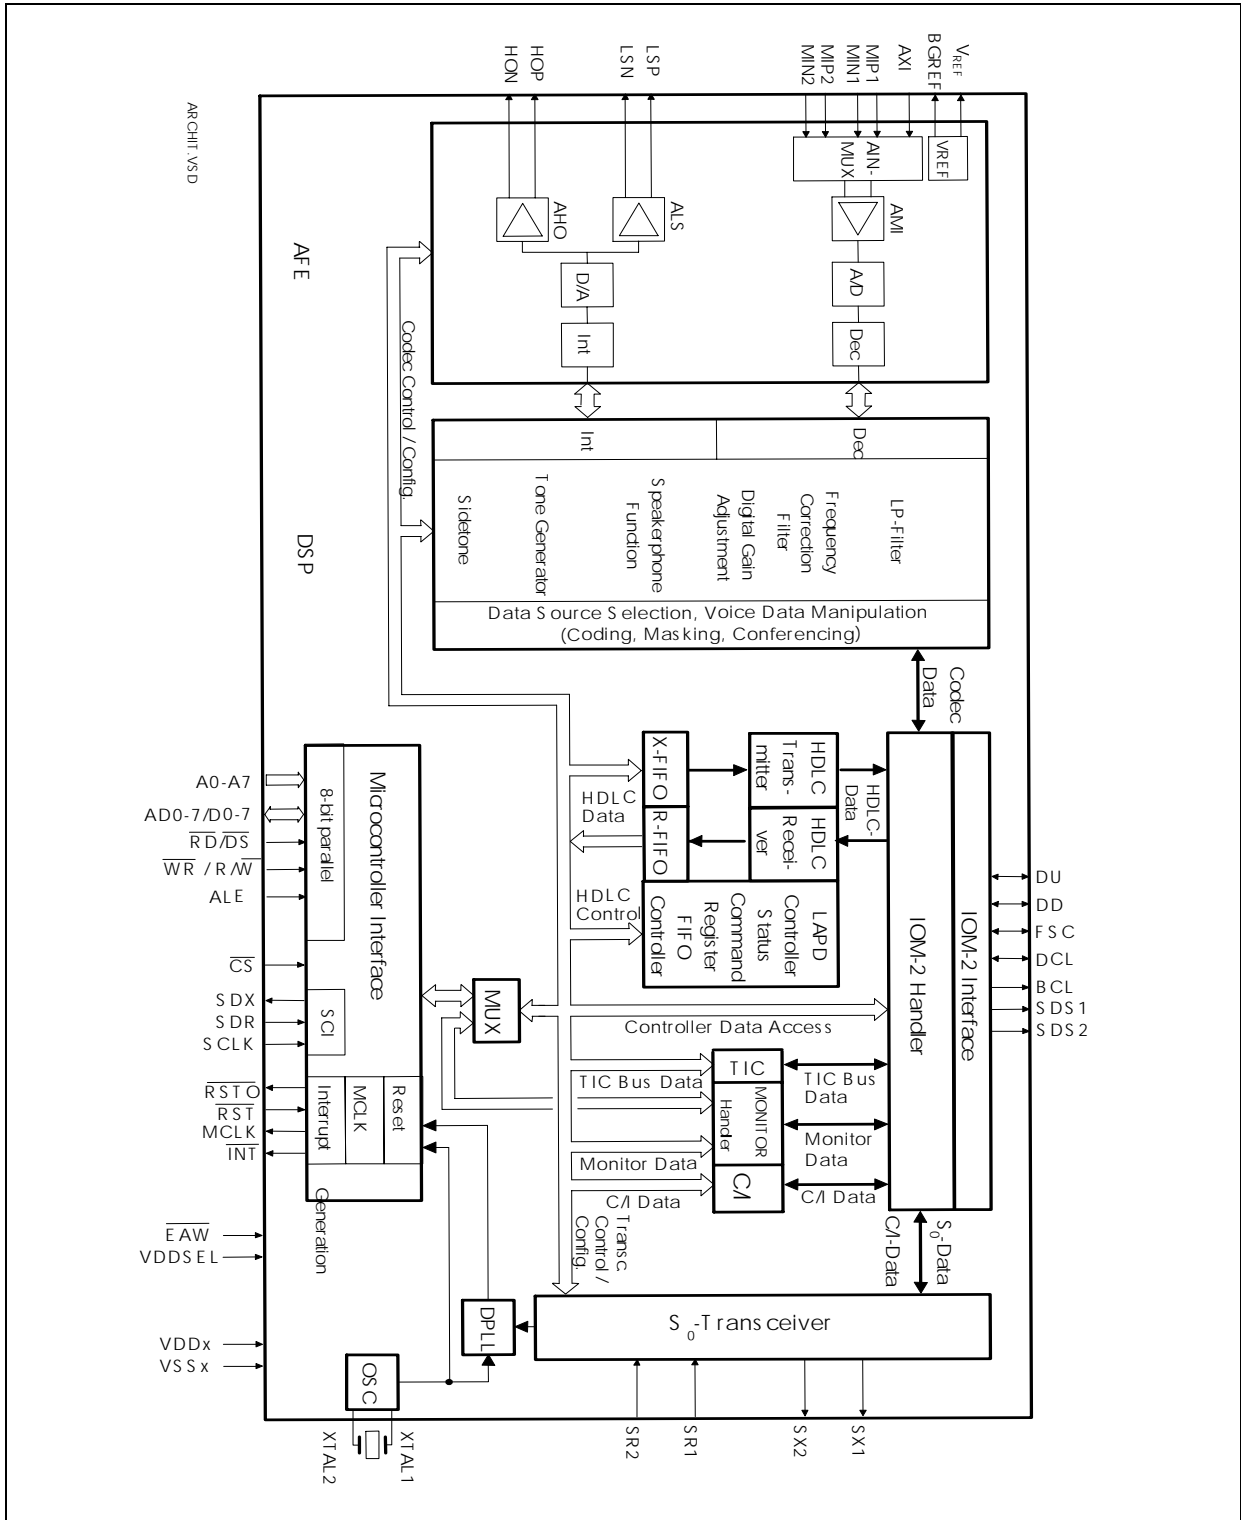 V_REF
BGREF
AXI
MIP1
MIN1
MIP2
MIN2
LSP
LSN
HOP
HON
ARCHIT.VSD
VREF
AIN-
MUX
AMI
A/D
Dec
ALS
AHO
D/A
Int
AFE
Codec Control / Config.
DSP
Dec
Int
LP-Filter
Frequency
Correction
Filter
Digital Gain
Adjustment
Speakerphone
Function
Tone Generator
Sidetone
Data Source Selection, Voice Data Manipulation
(Coding, Masking, Conferencing)
Codec
Data
X-FIFO
R-FIFO
HDLC
Trans-
mitter
HDLC
Recei-
ver
HDLC-
Data
HDLC
Data
HDLC
Control
LAPD
Controller
Status
Command
Register
FIFO
Controller
IOM-2 Handler
IOM-2 Interface
DU
DD
FSC
DCL
BCL
SDS1
SDS2
A0-A7
AD0-7/D0-7
RD/DS
WR / R/W
ALE
CS
SDX
SDR
SCLK
RSTO
RST
MCLK
INT
EAW
VDDSEL
VDDx
VSSx
8-bit parallel
Microcontroller Interface
SCI
Interrupt
MCLK
Reset
Generation
MUX
Controller Data Access
TIC
TIC Bus Data
TIC Bus
Data
MONITOR
Handler
Monitor Data
Monitor
Data
C/I
C/I Data
C/I Data
Transc.
Control /
Config.
S0-Data
C/I-Data
S0-Transceiver
DPLL
OSC
XTAL1
XTAL2
SR2
SR1
SX2
SX1